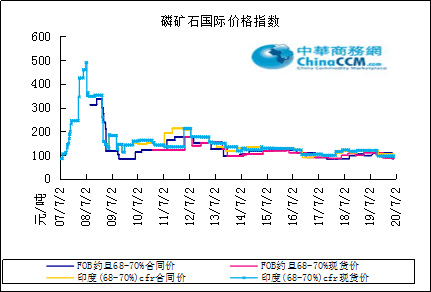 磷矿石国际价格指数
中華商務網
ChinaCCM.com
China Commodity Marketplace
600
500
400
300
200
100
0
元/吨
07/7/2
08/7/2
09/7/2
10/7/2
11/7/2
12/7/2
13/7/2
14/7/2
15/7/2
16/7/2
17/7/2
18/7/2
19/7/2
20/7/2
FOB约旦68-70%合同价
FOB约旦68-70%现货价
印度(68-70%)cfr合同价
印度(68-70%)cfr现货价